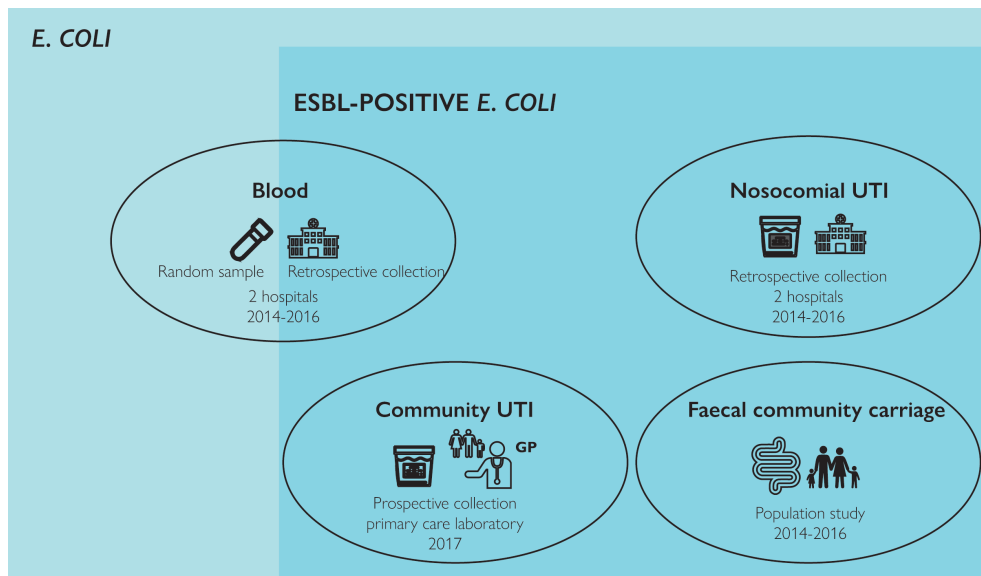 E. COLI
ESBL-POSITIVE E. COLI
Blood
Random sample
Retrospective collection
2 hospitals
2014-2016
Nosocomial UTI
Retrospective collection
2 hospitals
2014-2016
Community UTI
GP
Prospective collection
primary care laboratory
2017
Faecal community carriage
Population study
2014-2016